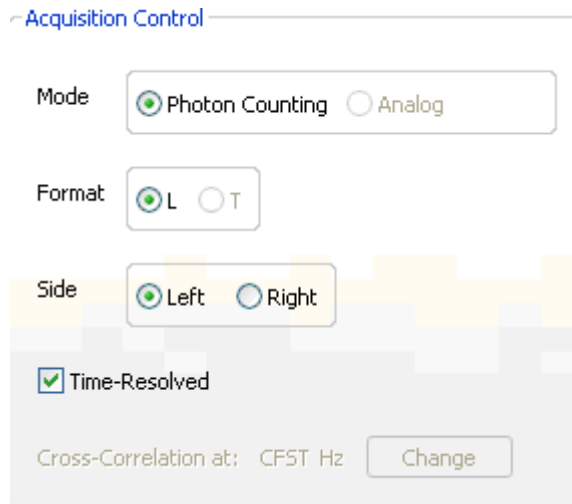 Acquisition Control
Mode Photon Counting Analog
Format L T
Side Left Right
Time-Resolved
Cross-Correlation at: CFST Hz Change